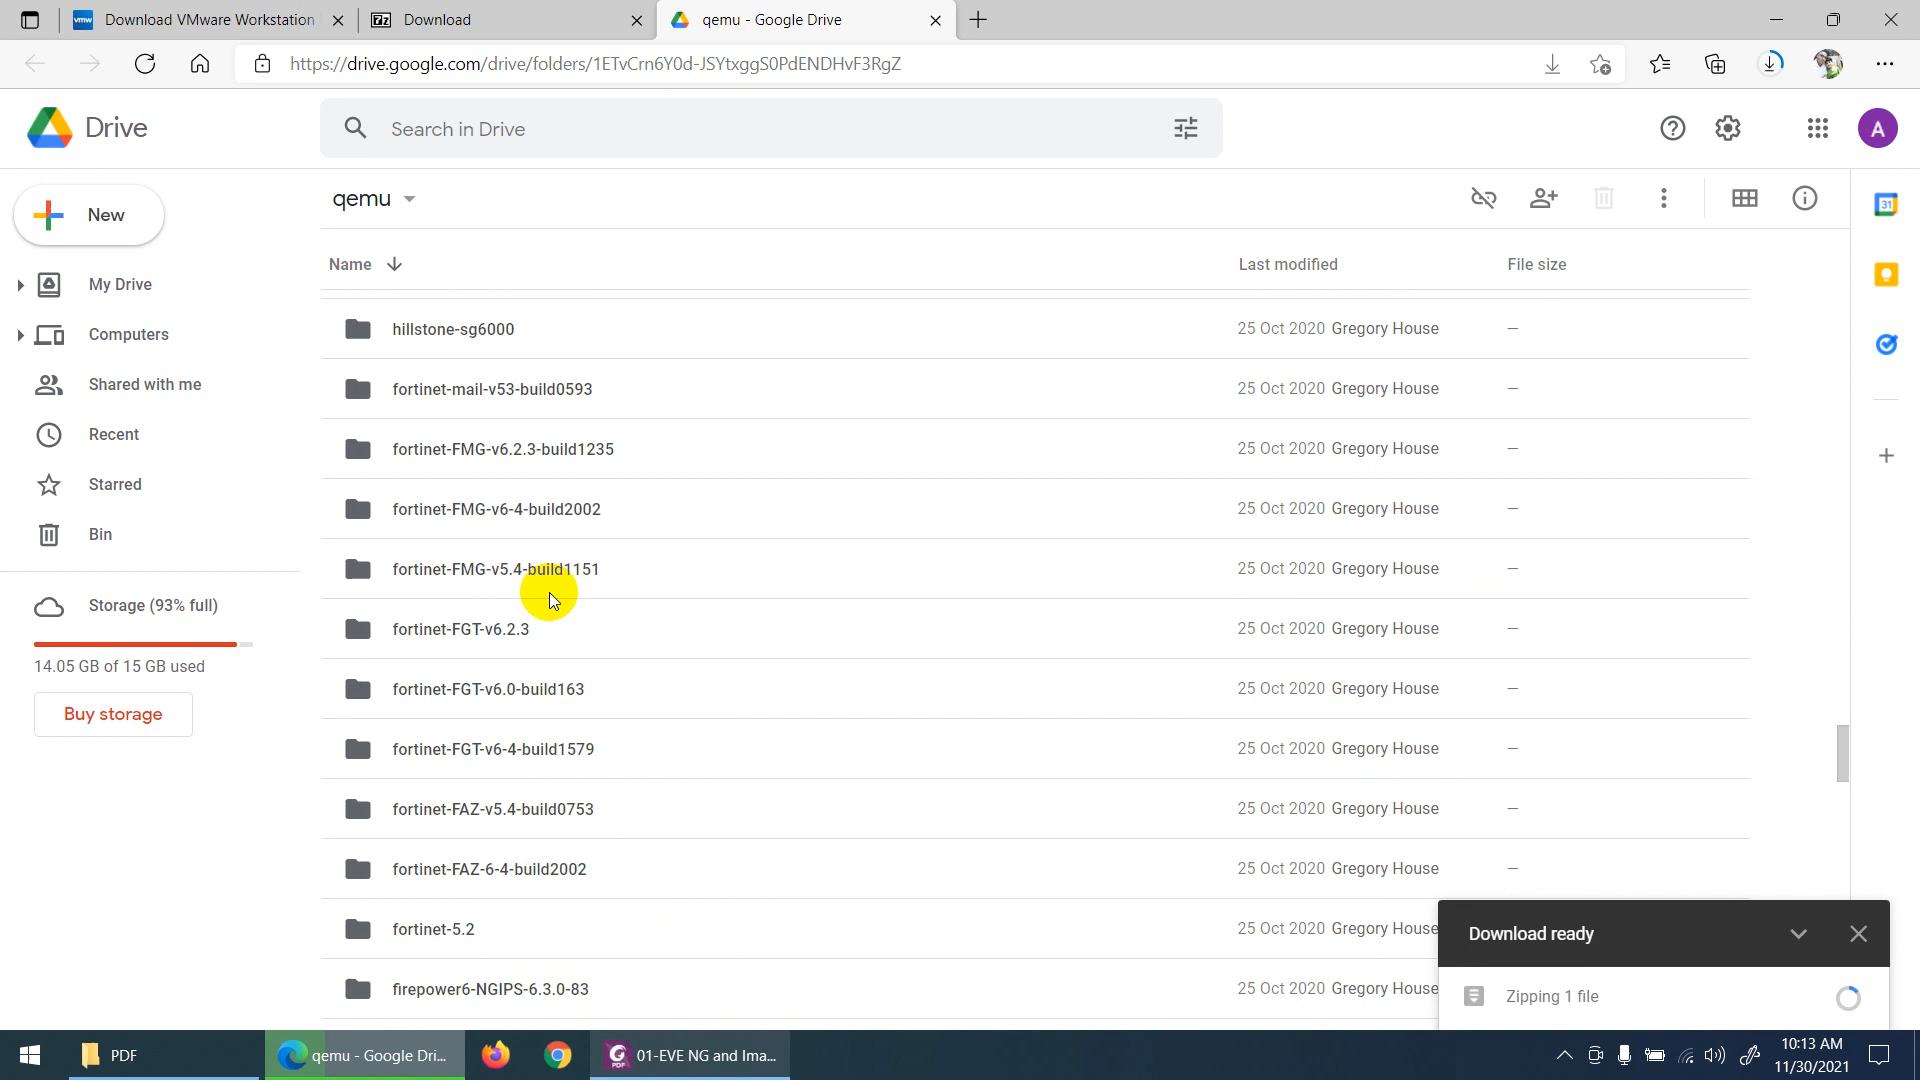 Download VMware Workstation
Download
qemu - Google Drive
https://drive.google.com/drive/folders/1ETvCrn6Y0d-JSYtxggS0PdENDHvF3RgZ
Drive
Search in Drive
A
New
My Drive
Computers
Shared with me
Recent
Starred
Bin
Storage (93% full)
14.05 GB of 15 GB used
Buy storage
qemu
Name Last modified File size
hillstone-sg6000 25 Oct 2020 Gregory House –
fortinet-mail-v53-build0593 25 Oct 2020 Gregory House –
fortinet-FMG-v6.2.3-build1235 25 Oct 2020 Gregory House –
fortinet-FMG-v6-4-build2002 25 Oct 2020 Gregory House –
fortinet-FMG-v5.4-build1151 25 Oct 2020 Gregory House –
fortinet-FGT-v6.2.3 25 Oct 2020 Gregory House –
fortinet-FGT-v6.0-build163 25 Oct 2020 Gregory House –
fortinet-FGT-v6-4-build1579 25 Oct 2020 Gregory House –
fortinet-FAZ-v5.4-build0753 25 Oct 2020 Gregory House –
fortinet-FAZ-6-4-build2002 25 Oct 2020 Gregory House –
fortinet-5.2 25 Oct 2020 Gregory House
firepower6-NGIPS-6.3.0-83 25 Oct 2020 Gregory House
Download ready
Zipping 1 file
31
vmw
7z
PDF
qemu - Google Dri...
PDF
01-EVE NG and Ima...
10:13 AM
11/30/2021